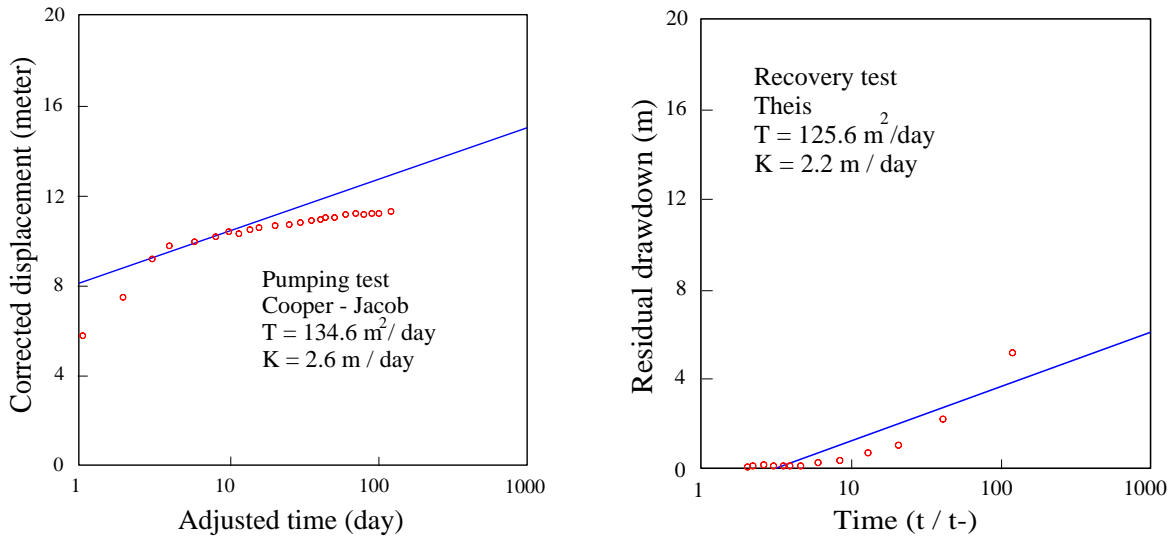 20
16
12
8
4
0
Corrected displacement (meter)
Pumping test
Cooper - Jacob
T = 134.6 m²/ day
K = 2.6 m / day
1
10
100
1000
Adjusted time (day)
20
16
12
8
4
0
Residual drawdown (m)
Recovery test
Theis
T = 125.6 m²/day
K = 2.2 m / day
1
10
100
1000
Time (t / t-)